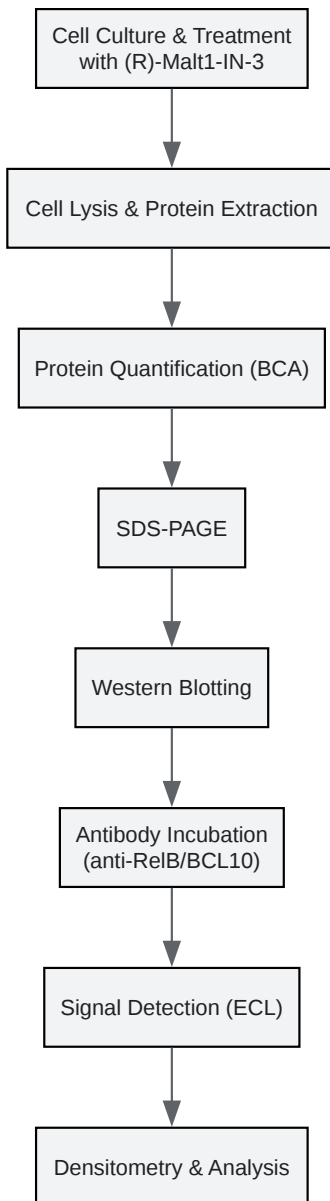 Cell Culture & Treatment
with (R)-Malt1-IN-3
Cell Lysis & Protein Extraction
Protein Quantification (BCA)
SDS-PAGE
Western Blotting
Antibody Incubation
(anti-RelB/BCL10)
Signal Detection (ECL)
Densitometry & Analysis